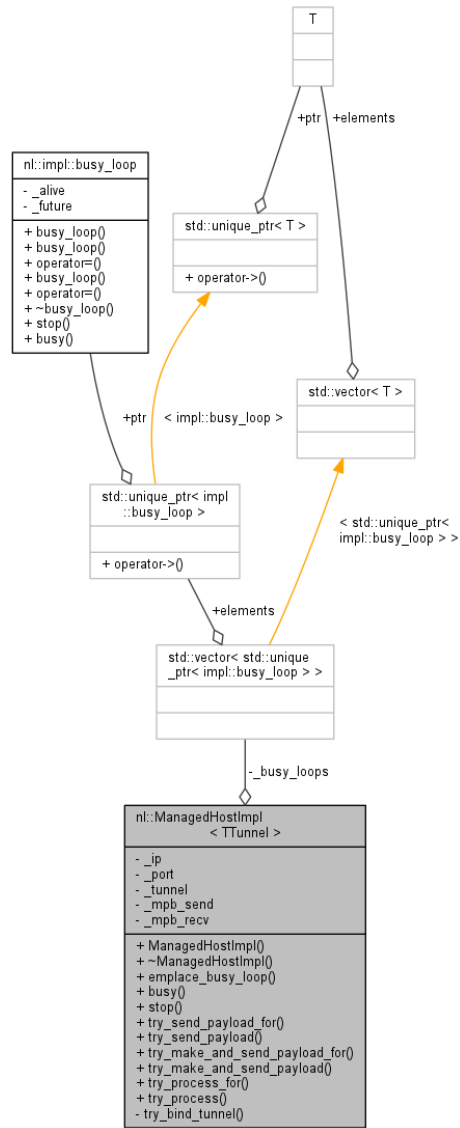 T
+ptr
+elements
nl::impl::busy_loop
- _alive
- _future
+ busy_loop()
+ busy_loop()
+ operator=()
+ busy_loop()
+ operator=()
+ ~busy_loop()
+ stop()
+ busy()
std::unique_ptr< T >
+ operator->()
std::vector< T >
+ptr
< impl::busy_loop >
std::unique_ptr< impl
::busy_loop >
+ operator->()
< std::unique_ptr<
impl::busy_loop > >
+elements
std::vector< std::unique
_ptr< impl::busy_loop > >
-_busy_loops
nl::ManagedHostImpl
< TTunnel >
- _ip
- _port
- _tunnel
- _mpb_send
- _mpb_recv
+ ManagedHostImpl()
+ ~ManagedHostImpl()
+ emplace_busy_loop()
+ busy()
+ stop()
+ try_send_payload_for()
+ try_send_payload()
+ try_make_and_send_payload_for()
+ try_make_and_send_payload()
+ try_process_for()
+ try_process()
- try_bind_tunnel()